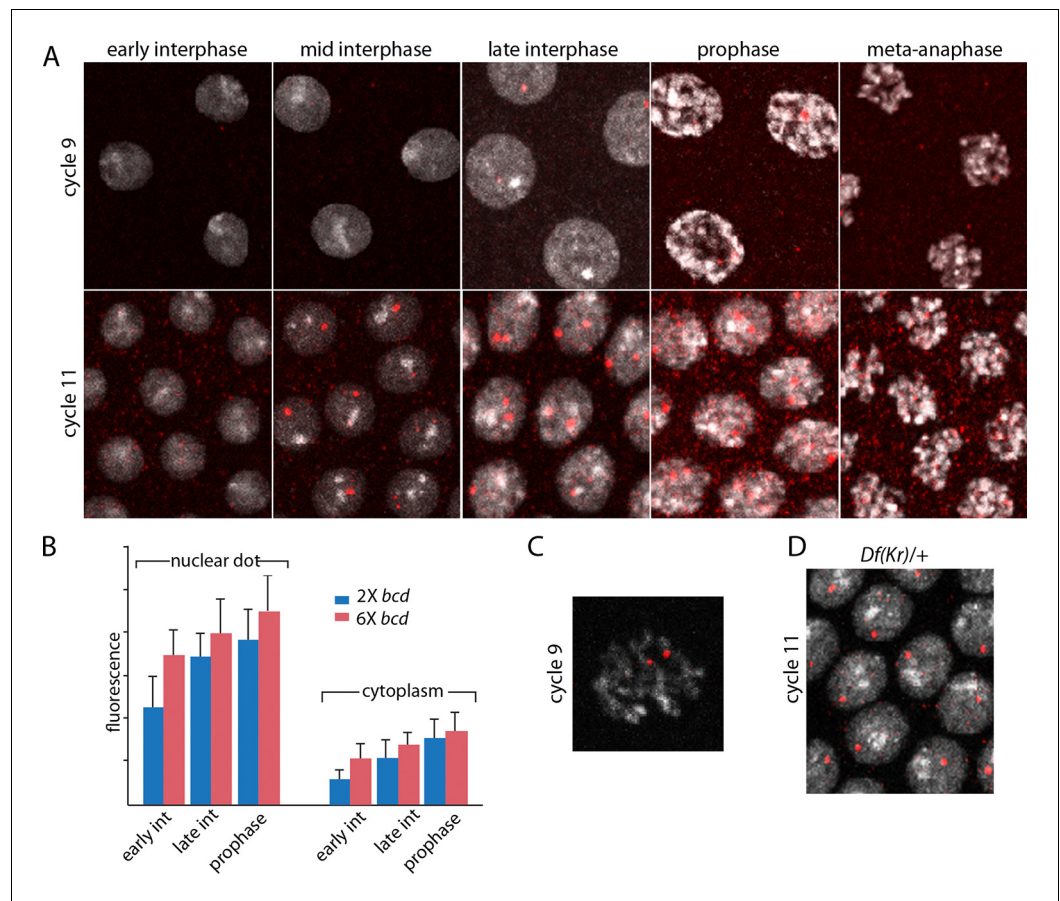 A
early interphase
mid interphase
late interphase
prophase
meta-anaphase
cycle 9
cycle 11
B
nuclear dot
2X bcd
6X bcd
cytoplasm
fluorescence
early int
late int
prophase
early int
late int
prophase
C
cycle 9
D
Df(Kr)/+
cycle 11